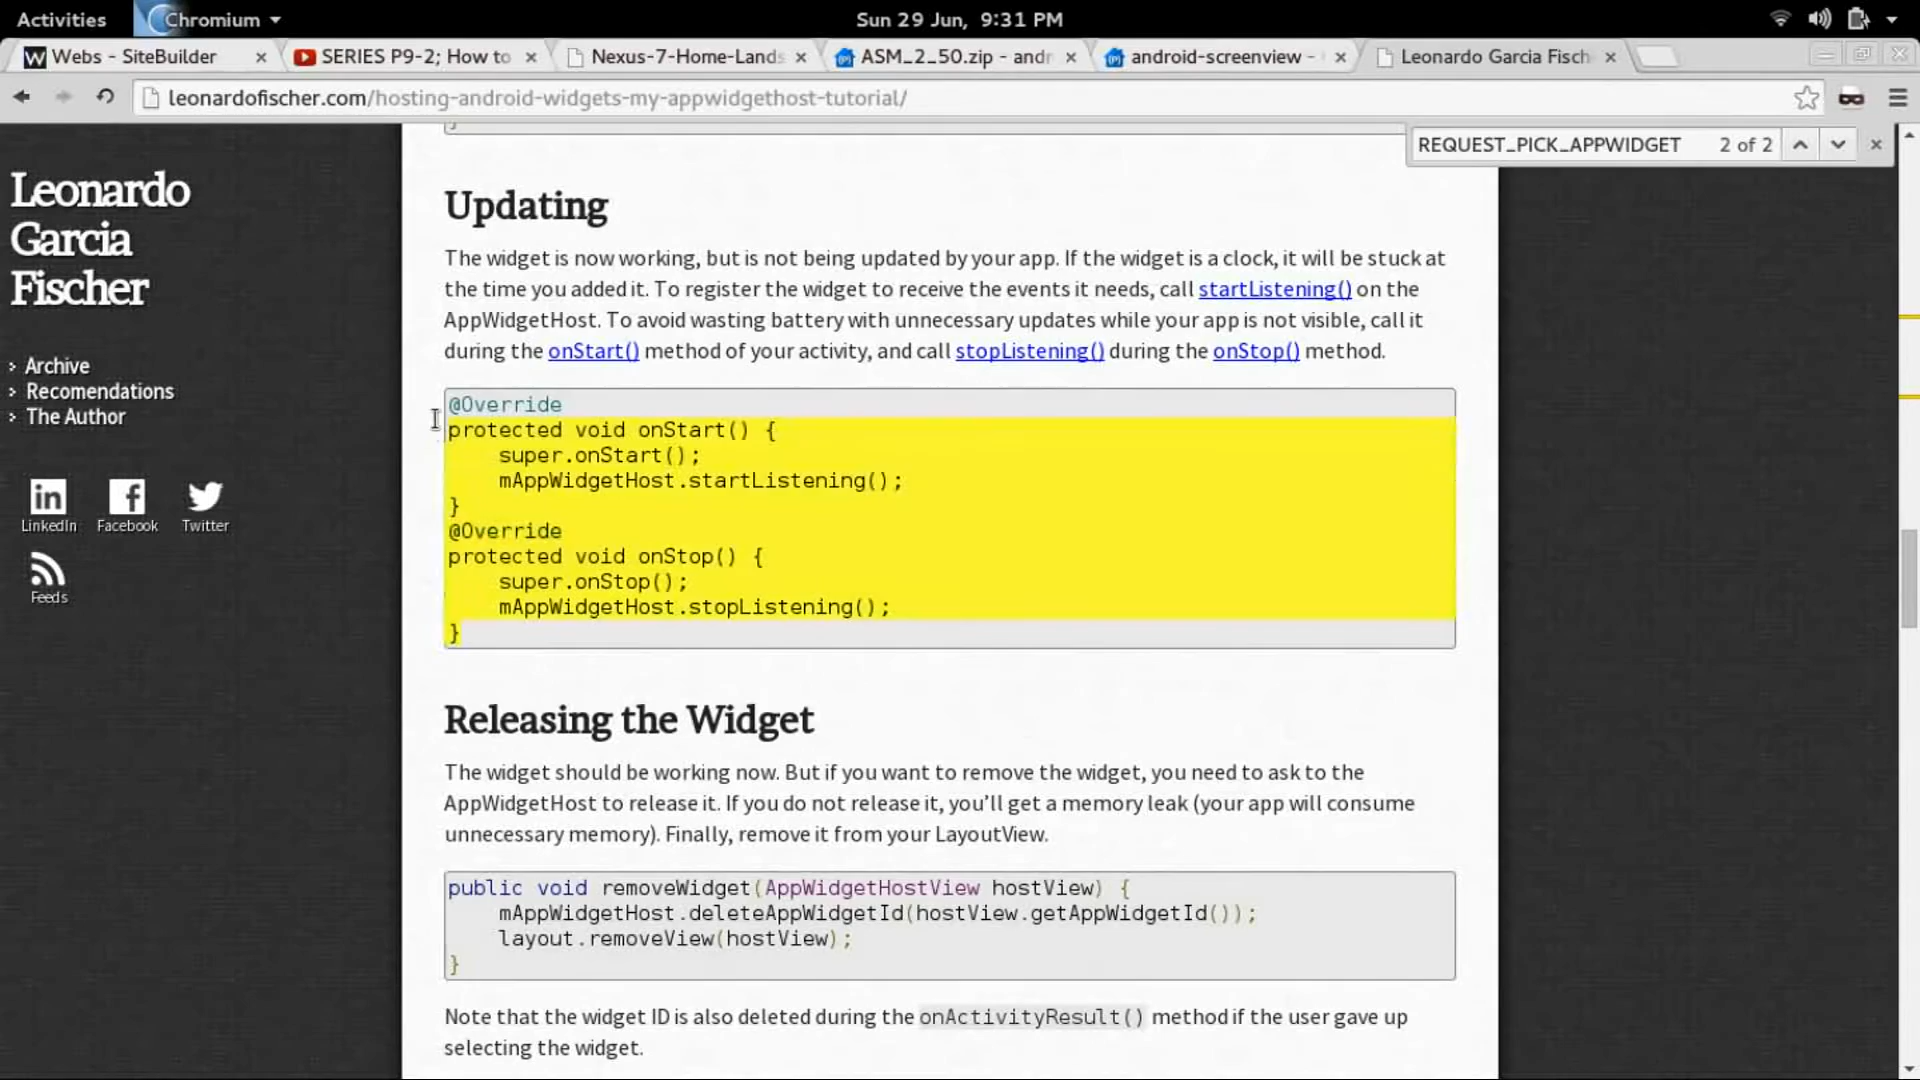 Activities
Chromium
Sun 29 Jun, 9:31 PM
Webs - SiteBuilder
SERIES P9-2; How to
Nexus-7-Home-Lands
ASM_2_50.zip - andr
android-screenview -
Leonardo Garcia Fisch
leonardofischer.com/hosting-android-widgets-my-appwidgethost-tutorial/
REQUEST_PICK_APPWIDGET 2 of 2
Leonardo
Garcia
Fischer
Archive
Recomendations
The Author
LinkedIn
Facebook
Twitter
Feeds
}
Updating
The widget is now working, but is not being updated by your app. If the widget is a clock, it will be stuck at
the time you added it. To register the widget to receive the events it needs, call startListening() on the
AppWidgetHost. To avoid wasting battery with unnecessary updates while your app is not visible, call it
during the onStart() method of your activity, and call stopListening() during the onStop() method.
@Override
protected void onStart() {
    super.onStart();
    mAppWidgetHost.startListening();
}
@Override
protected void onStop() {
    super.onStop();
    mAppWidgetHost.stopListening();
}
Releasing the Widget
The widget should be working now. But if you want to remove the widget, you need to ask to the
AppWidgetHost to release it. If you do not release it, you’ll get a memory leak (your app will consume
unnecessary memory). Finally, remove it from your LayoutView.
public void removeWidget(AppWidgetHostView hostView) {
    mAppWidgetHost.deleteAppWidgetId(hostView.getAppWidgetId());
    layout.removeView(hostView);
}
Note that the widget ID is also deleted during the onActivityResult() method if the user gave up
selecting the widget.